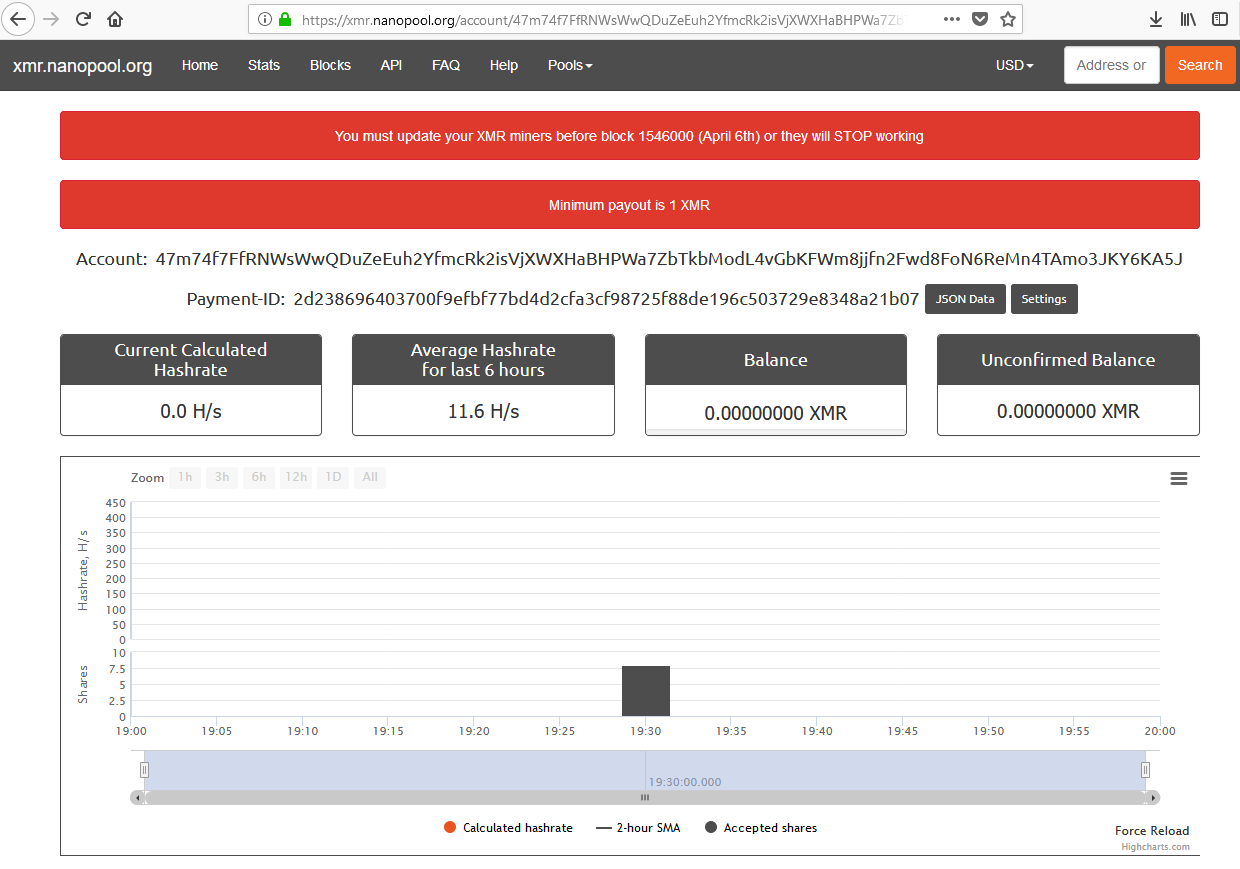 https://xmr.nanopool.org/account/47m74f7FfRNWsWwQDuZeEuh2YfmcRk2isVjXWXHaBHPWa7Zb
xmr.nanopool.org Home Stats Blocks API FAQ Help Pools USD Address or Search
You must update your XMR miners before block 1546000 (April 6th) or they will STOP working
Minimum payout is 1 XMR
Account: 47m74f7FfRNWsWwQDuZeEuh2YfmcRk2isVjXWXHaBHPWa7ZbTkbModL4vGbKFWm8jjfn2Fwd8FoN6ReMn4TAmo3JKY6KA5J
Payment-ID: 2d238696403700f9efbf77bd4d2cfa3cf98725f88de196c503729e8348a21b07 JSON Data Settings
Current Calculated
Hashrate
0.0 H/s
Average Hashrate
for last 6 hours
11.6 H/s
Balance
0.00000000 XMR
Unconfirmed Balance
0.00000000 XMR
Zoom 1h 3h 6h 12h 1D All
Hashrate, H/s
450
400
350
300
250
200
150
100
50
0
Shares
10
7.5
5
2.5
0
19:00 19:05 19:10 19:15 19:20 19:25 19:30 19:35 19:40 19:45 19:50 19:55 20:00
19:30:00.000
Calculated hashrate 2-hour SMA Accepted shares
Force Reload
Highcharts.com